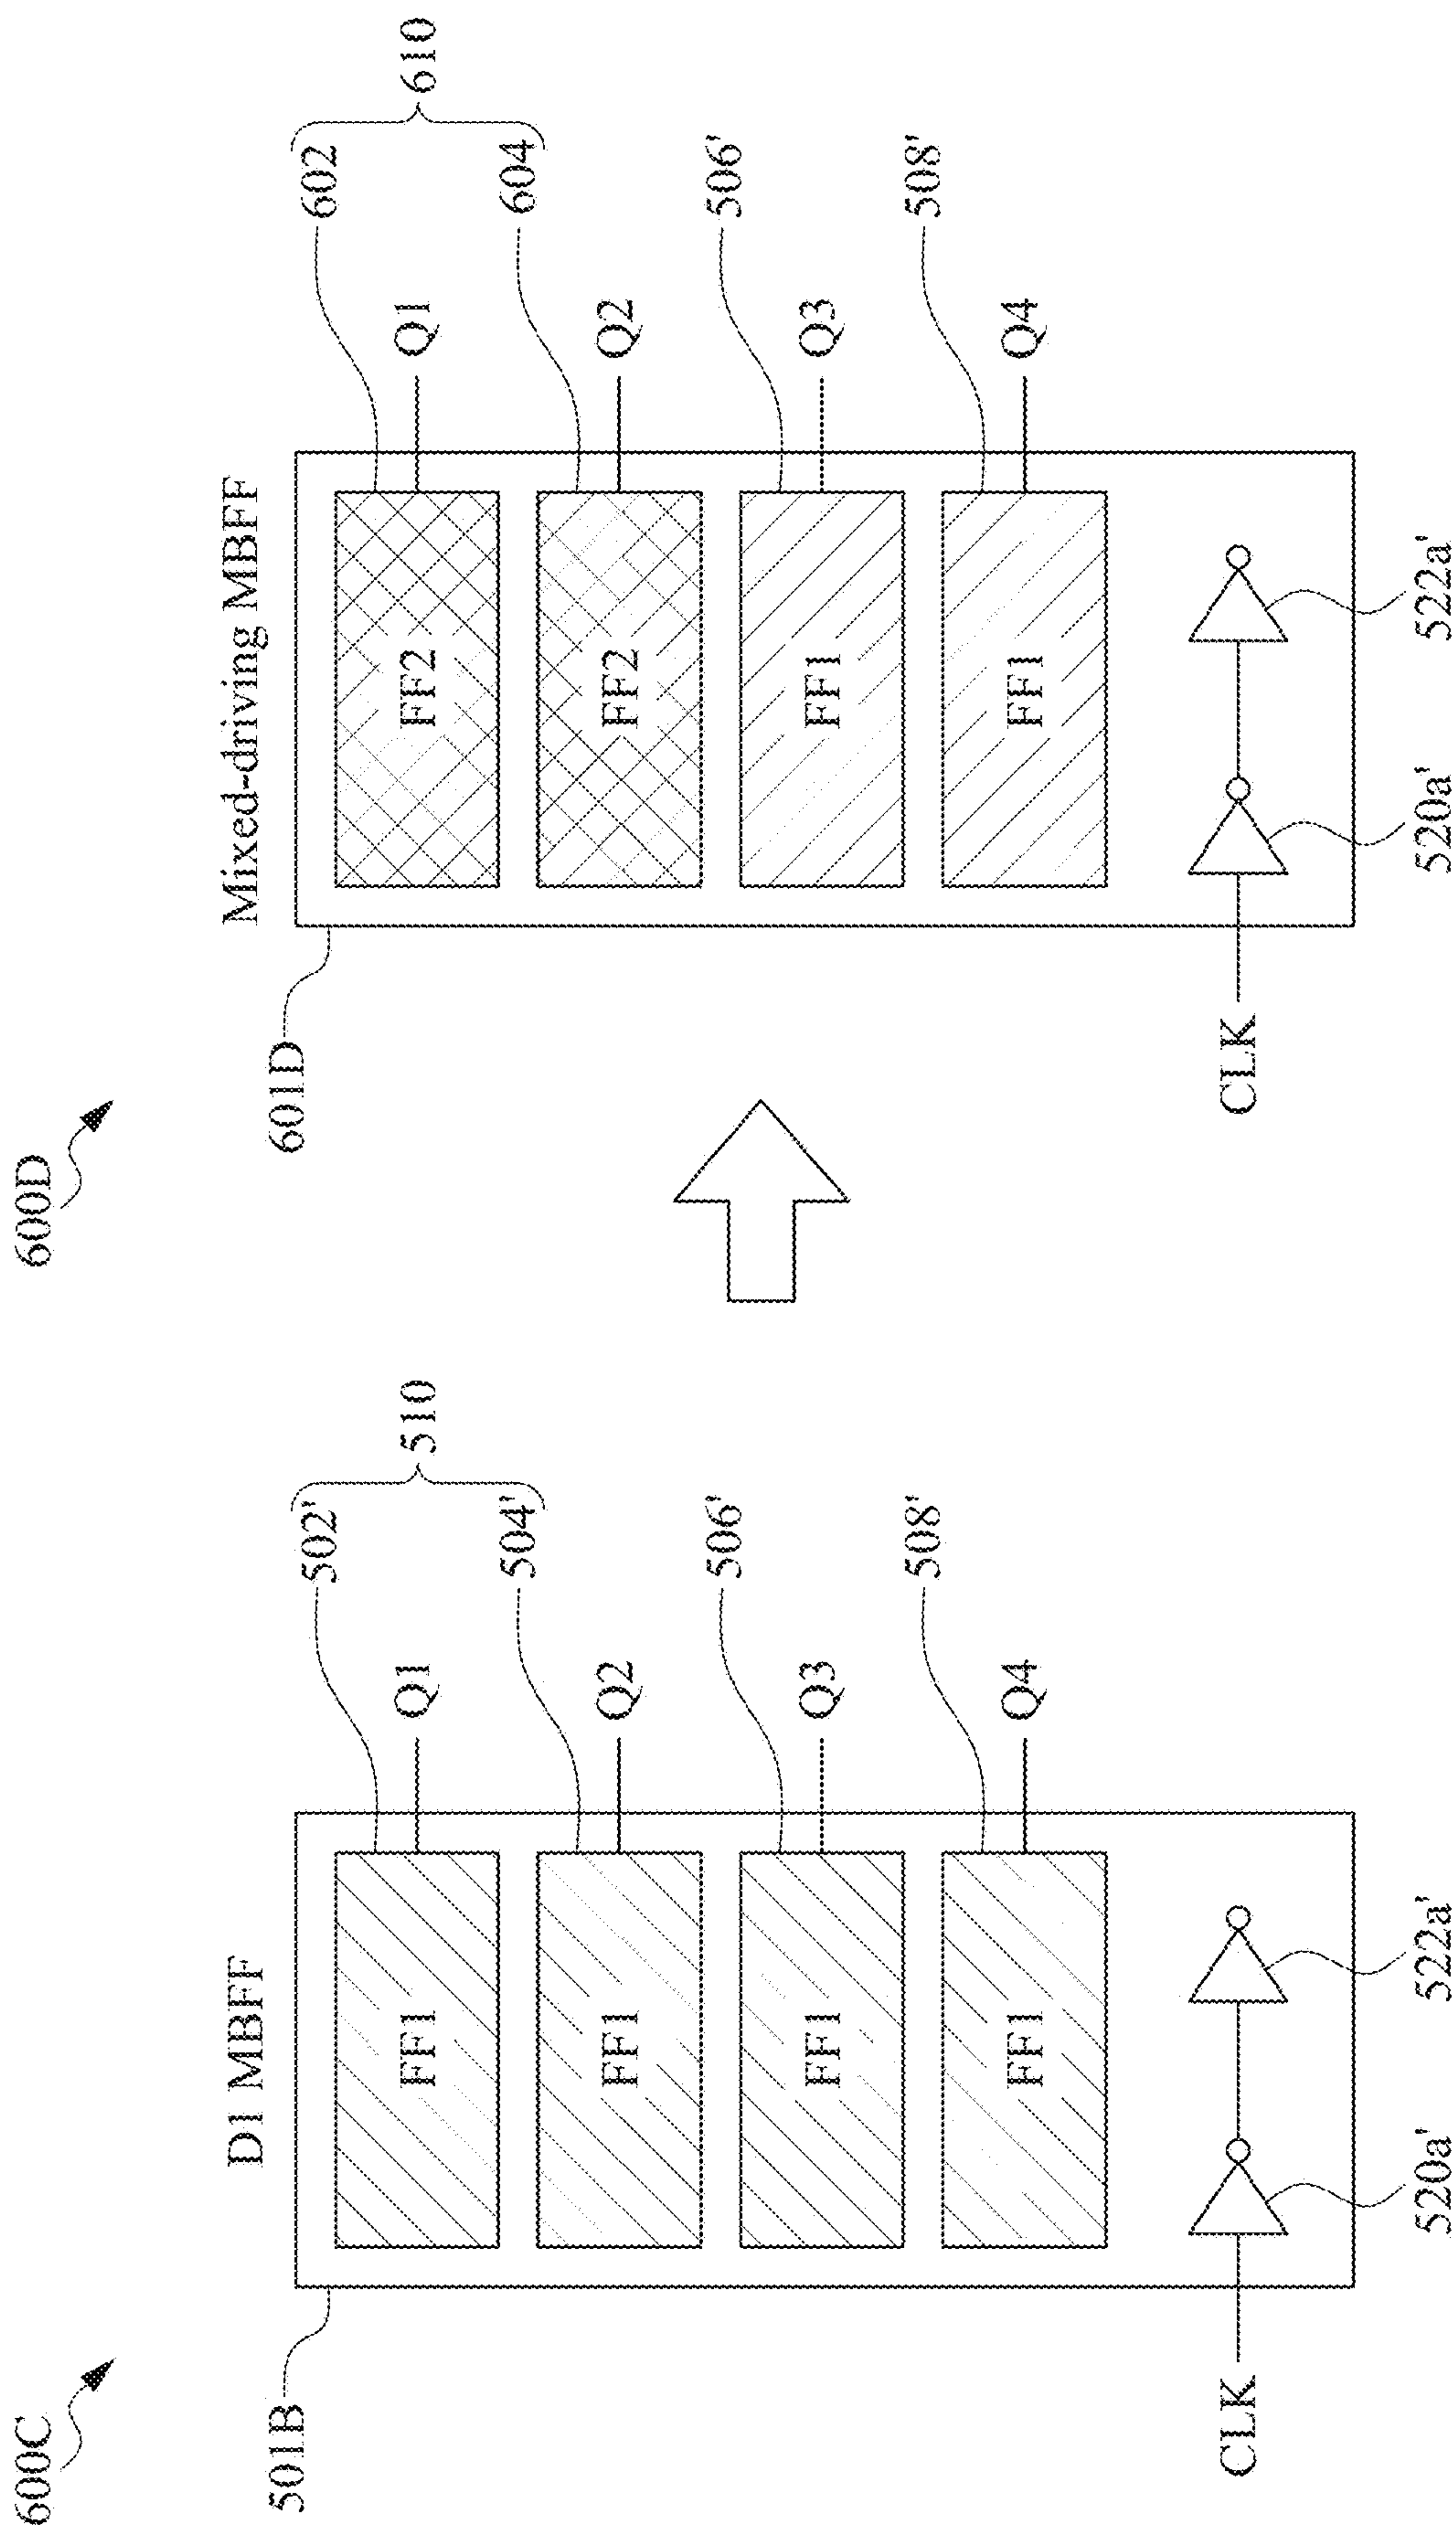 600C
501B
D1 MBFF
FF1
FF1
FF1
FF1
Q1
Q2
Q3
Q4
502'
504'
506'
508'
510
CLK
520a'
522a'
600D
601D
Mixed-driving MBFF
FF2
FF2
FF1
FF1
Q1
Q2
Q3
Q4
602
604
506'
508'
610
CLK
520a'
522a'